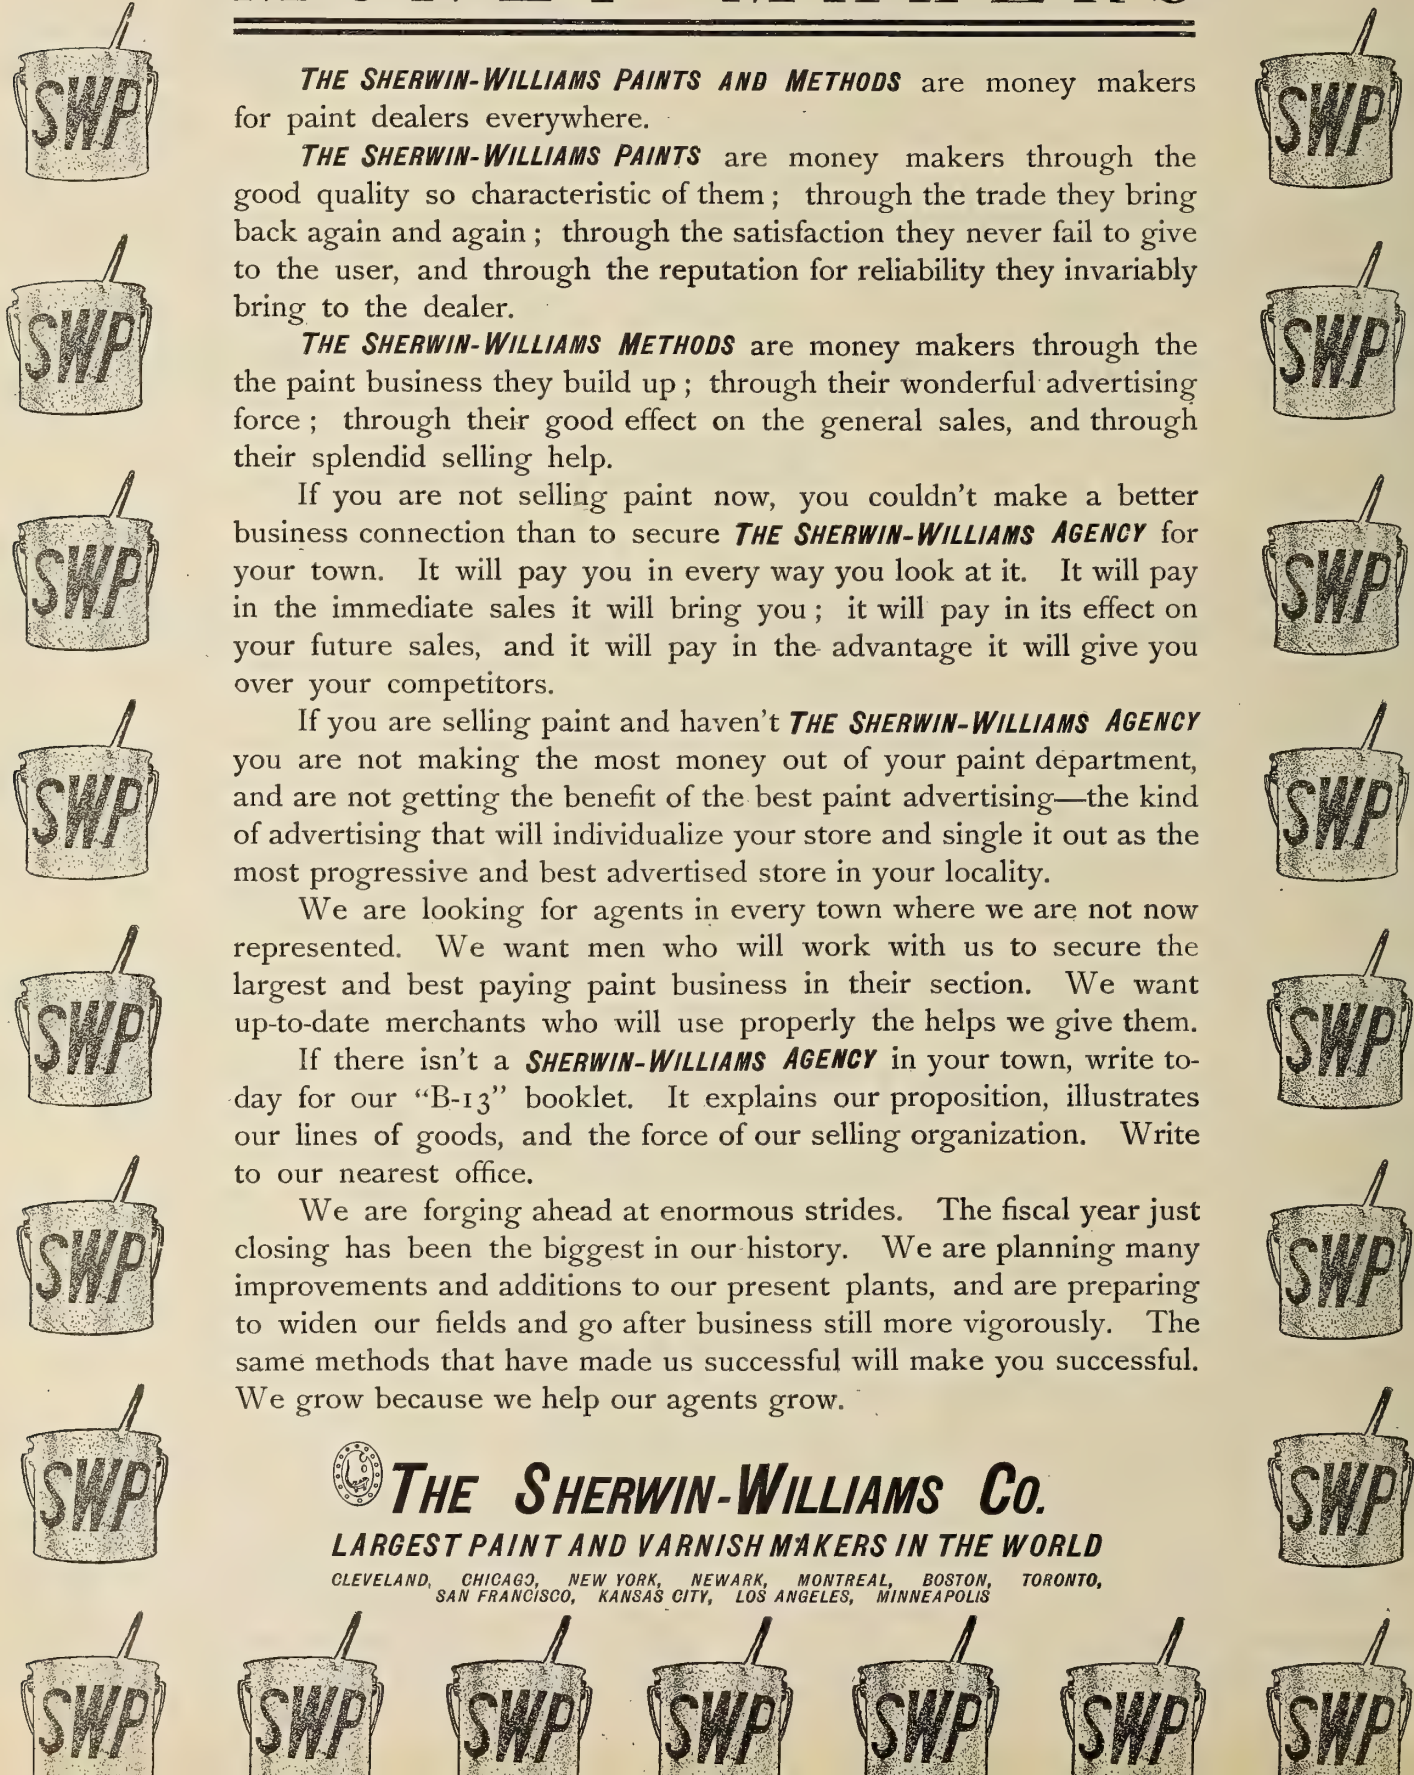 SWP
SWP
SWP
SWP
SWP
SWP
SWP
THE SHERWIN-WILLIAMS PAINTS AND METHODS are money makers
for paint dealers everywhere.
THE SHERWIN-WILLIAMS PAINTS are money makers through the
good quality so characteristic of them; through the trade they bring
back again and again; through the satisfaction they never fail to give
to the user, and through the reputation for reliability they invariably
bring to the dealer.
THE SHERWIN-WILLIAMS METHODS are money makers through the
the paint business they build up; through their wonderful advertising
force; through their good effect on the general sales, and through
their splendid selling help.
If you are not selling paint now, you couldn't make a better
business connection than to secure THE SHERWIN-WILLIAMS AGENCY for
your town. It will pay you in every way you look at it. It will pay
in the immediate sales it will bring you; it will pay in its effect on
your future sales, and it will pay in the advantage it will give you
over your competitors.
If you are selling paint and haven't THE SHERWIN-WILLIAMS AGENCY
you are not making the most money out of your paint department,
and are not getting the benefit of the best paint advertising—the kind
of advertising that will individualize your store and single it out as the
most progressive and best advertised store in your locality.
We are looking for agents in every town where we are not now
represented. We want men who will work with us to secure the
largest and best paying paint business in their section. We want
up-to-date merchants who will use properly the helps we give them.
If there isn't a SHERWIN-WILLIAMS AGENCY in your town, write to-
day for our "B-13" booklet. It explains our proposition, illustrates
our lines of goods, and the force of our selling organization. Write
to our nearest office.
We are forging ahead at enormous strides. The fiscal year just
closing has been the biggest in our history. We are planning many
improvements and additions to our present plants, and are preparing
to widen our fields and go after business still more vigorously. The
same methods that have made us successful will make you successful.
We grow because we help our agents grow.
THE SHERWIN-WILLIAMS CO.
LARGEST PAINT AND VARNISH MAKERS IN THE WORLD
CLEVELAND, CHICAGO, NEW YORK, NEWARK, MONTREAL, BOSTON, TORONTO,
SAN FRANCISCO, KANSAS CITY, LOS ANGELES, MINNEAPOLIS
SWP
SWP
SWP
SWP
SWP
SWP
SWP
SWP SWP SWP SWP SWP SWP SWP